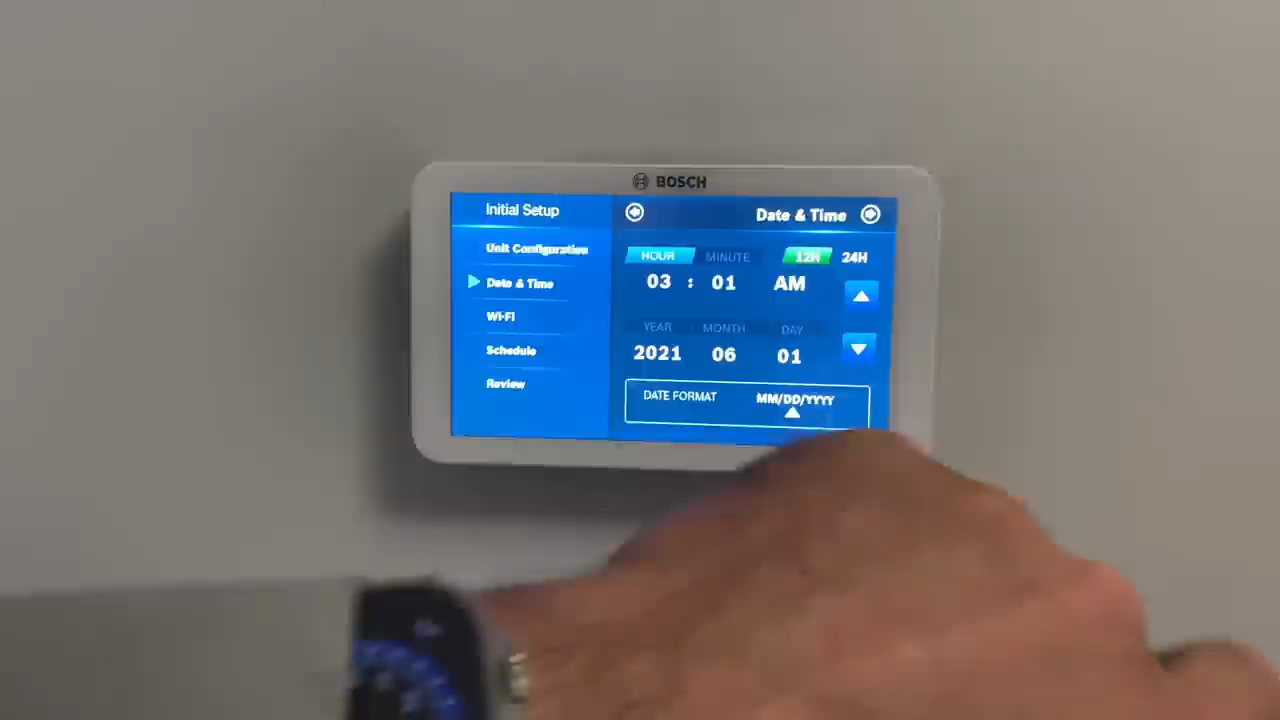 BOSCH
Initial Setup
Date & Time
Unit Configuration
Date & Time
Wi-Fi
Schedule
Review
HOUR MINUTE 12H 24H
03 : 01 AM
YEAR MONTH DAY
2021 06 01
DATE FORMAT MM/DD/YYYY